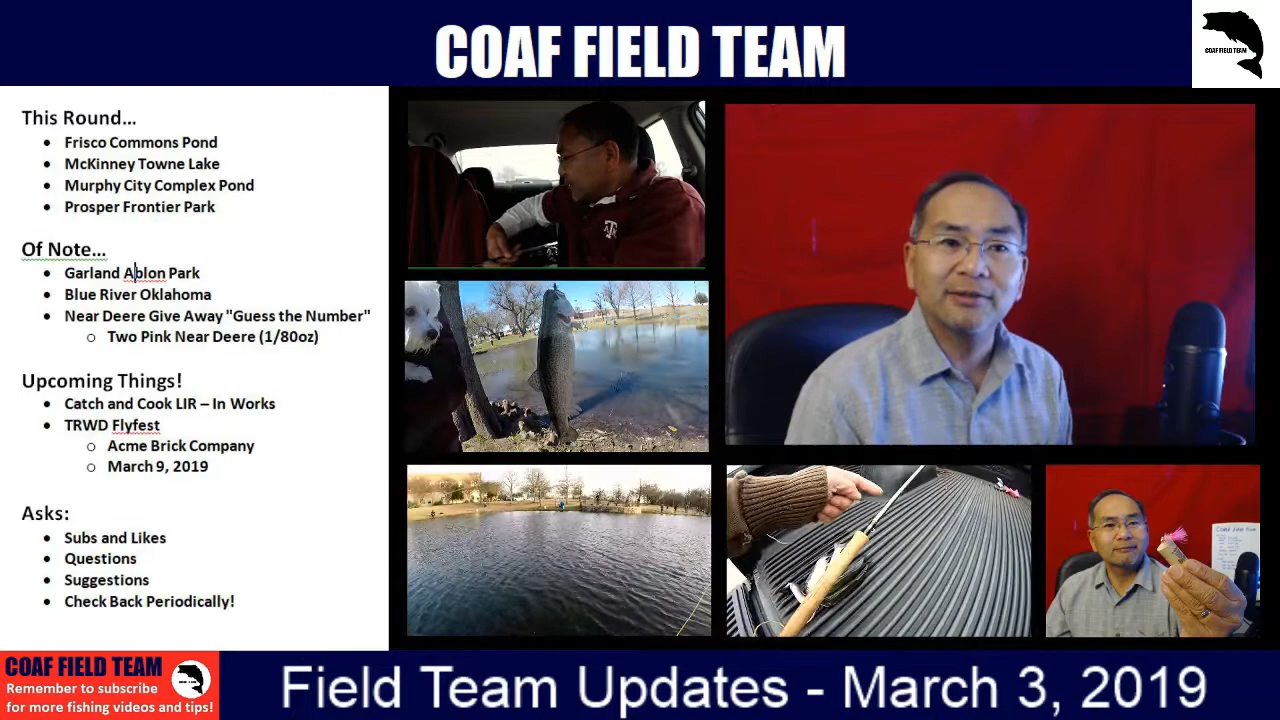 COAF FIELD TEAM
COAF FIELD TEAM
This Round...
Frisco Commons Pond
McKinney Towne Lake
Murphy City Complex Pond
Prosper Frontier Park
Of Note...
Garland Ablon Park
Blue River Oklahoma
Near Deere Give Away "Guess the Number"
Two Pink Near Deere (1/80oz)
Upcoming Things!
Catch and Cook LIR – In Works
TRWD Flyfest
Acme Brick Company
March 9, 2019
Asks:
Subs and Likes
Questions
Suggestions
Check Back Periodically!
ATM
COAF FIELD TEAM
COAF FIELD TEAM
Remember to subscribe
for more fishing videos and tips!
Field Team Updates - March 3, 2019